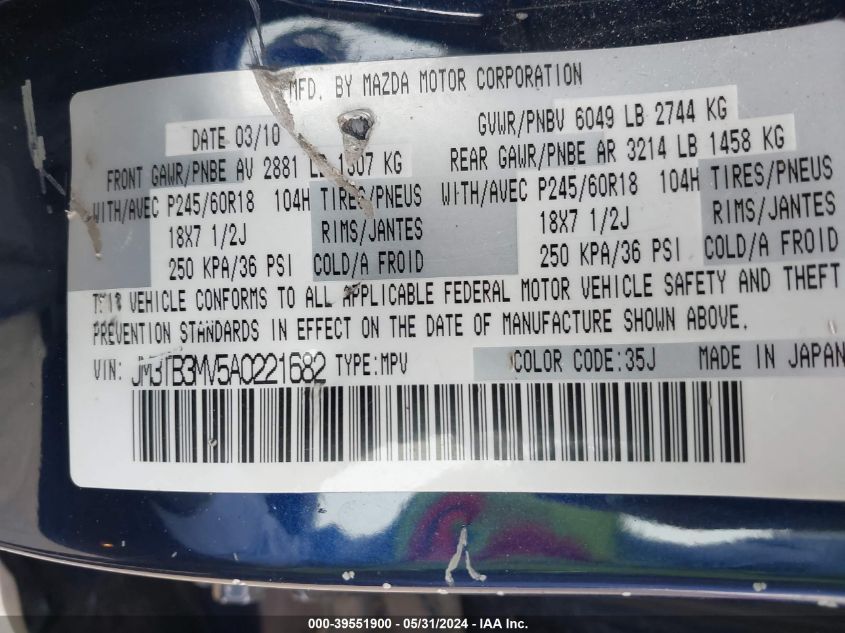 MFD. BY MAZDA MOTOR CORPORATION
DATE 03/10 GVWR/PNBV 6049 LB 2744 KG
FRONT GAWR/PNBE AV 2881 LB 1307 KG REAR GAWR/PNBE AR 3214 LB 1458 KG
WITH/AVEC P245/60R18 104H TIRES/PNEUS WITH/AVEC P245/60R18 104H TIRES/PNEUS
18X7 1/2J RIMS/JANTES 18X7 1/2J RIMS/JANTES
250 KPA/36 PSI COLD/A FROID 250 KPA/36 PSI COLD/A FROID
THIS VEHICLE CONFORMS TO ALL APPLICABLE FEDERAL MOTOR VEHICLE SAFETY AND THEFT
PREVENTION STANDARDS IN EFFECT ON THE DATE OF MANUFACTURE SHOWN ABOVE.
VIN: JM3TB3MV5A0221682 TYPE:MPV COLOR CODE:35J MADE IN JAPAN
000-39551900 - 05/31/2024 - IAA Inc.